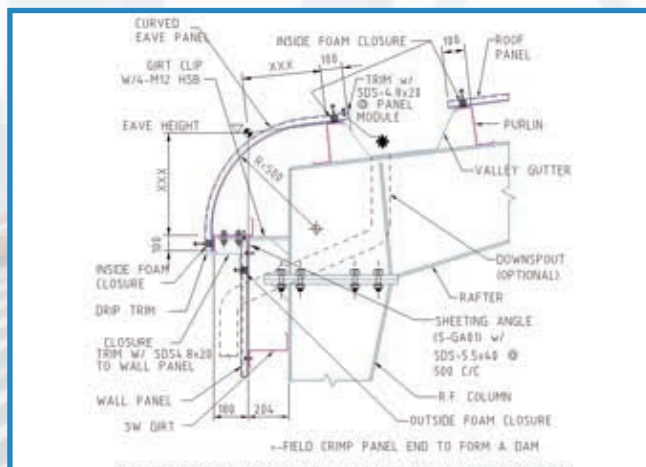 CURVED
EAVE PANEL
INSIDE FOAM CLOSURE
ROOF
PANEL
GIRT CLIP
W/4-M12 HSB
XXX
100
100
TRIM w/
SDS-4.8x20
@ PANEL
MODULE
PURLIN
EAVE HEIGHT
VALLEY GUTTER
XXX
R=500
100
INSIDE FOAM
CLOSURE
DRIP TRIM
DOWNSPOUT
(OPTIONAL)
RAFTER
CLOSURE
TRIM W/ SDS4.8x20
TO WALL PANEL
SHEETING ANGLE
(S-GA01) w/
SDS-5.5x40 @
500 C/C
WALL PANEL
R.F. COLUMN
100
204
SW GIRT
OUTSIDE FOAM CLOSURE
*-FIELD CRIMP PANEL END TO FORM A DAM